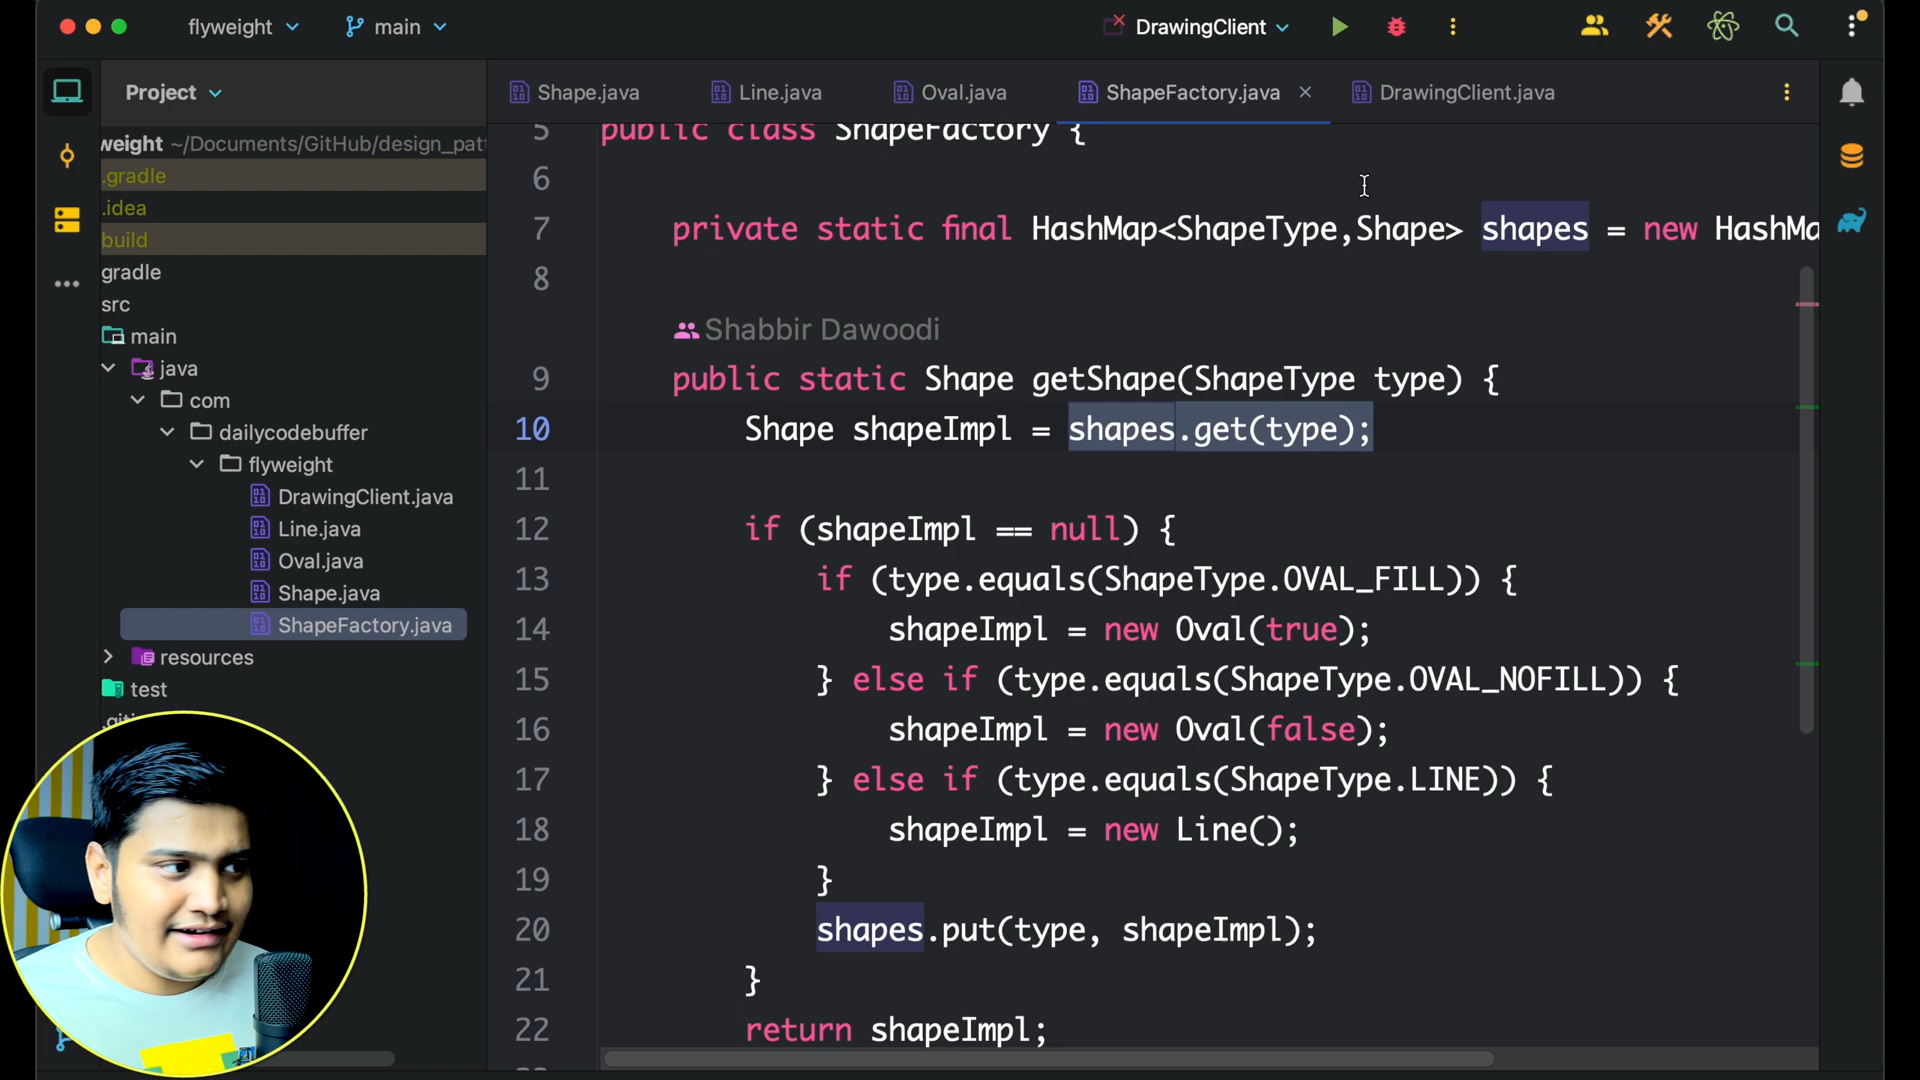 flyweight
main
DrawingClient
Project
Shape.java
Line.java
Oval.java
ShapeFactory.java
DrawingClient.java
weight ~/Documents/GitHub/design_pat
.gradle
.idea
build
gradle
src
main
java
com
dailycodebuffer
flyweight
DrawingClient.java
Line.java
Oval.java
Shape.java
ShapeFactory.java
resources
test
5 public class ShapeFactory {
6
7 private static final HashMap<ShapeType,Shape> shapes = new HashMa
8
Shabbir Dawoodi
9 public static Shape getShape(ShapeType type) {
10 Shape shapeImpl = shapes.get(type);
11
12 if (shapeImpl == null) {
13 if (type.equals(ShapeType.OVAL_FILL)) {
14 shapeImpl = new Oval(true);
15 } else if (type.equals(ShapeType.OVAL_NOFILL)) {
16 shapeImpl = new Oval(false);
17 } else if (type.equals(ShapeType.LINE)) {
18 shapeImpl = new Line();
19 }
20 shapes.put(type, shapeImpl);
21 }
22 return shapeImpl;